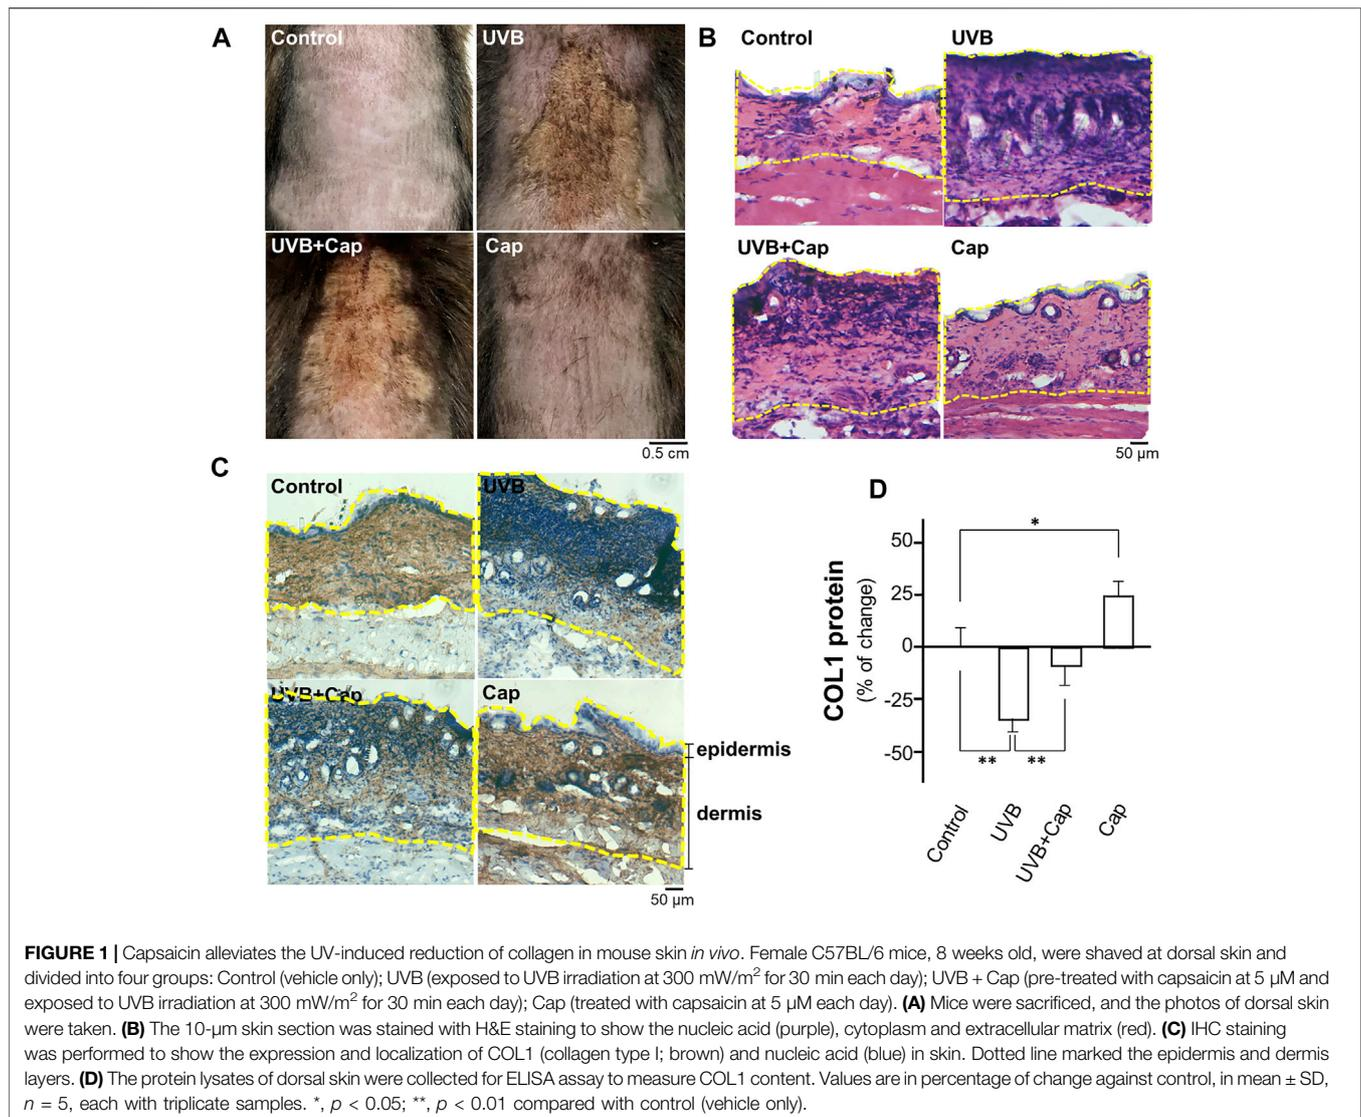 A
Control
UVB
UVB+Cap
Cap
0.5 cm
B
Control
UVB
UVB+Cap
Cap
50 µm
C
Control
UVB
UVB+Cap
Cap
epidermis
dermis
50 µm
D
COL1 protein
(% of change)
50
25
0
-25
-50
*
** **
Control
UVB
UVB+Cap
Cap
FIGURE 1 | Capsaicin alleviates the UV-induced reduction of collagen in mouse skin in vivo. Female C57BL/6 mice, 8 weeks old, were shaved at dorsal skin and
divided into four groups: Control (vehicle only); UVB (exposed to UVB irradiation at 300 mW/m² for 30 min each day); UVB + Cap (pre-treated with capsaicin at 5 µM and
exposed to UVB irradiation at 300 mW/m² for 30 min each day); Cap (treated with capsaicin at 5 µM each day). (A) Mice were sacrificed, and the photos of dorsal skin
were taken. (B) The 10-µm skin section was stained with H&E staining to show the nucleic acid (purple), cytoplasm and extracellular matrix (red). (C) IHC staining
was performed to show the expression and localization of COL1 (collagen type I; brown) and nucleic acid (blue) in skin. Dotted line marked the epidermis and dermis
layers. (D) The protein lysates of dorsal skin were collected for ELISA assay to measure COL1 content. Values are in percentage of change against control, in mean ± SD,
n = 5, each with triplicate samples. *, p < 0.05; **, p < 0.01 compared with control (vehicle only).